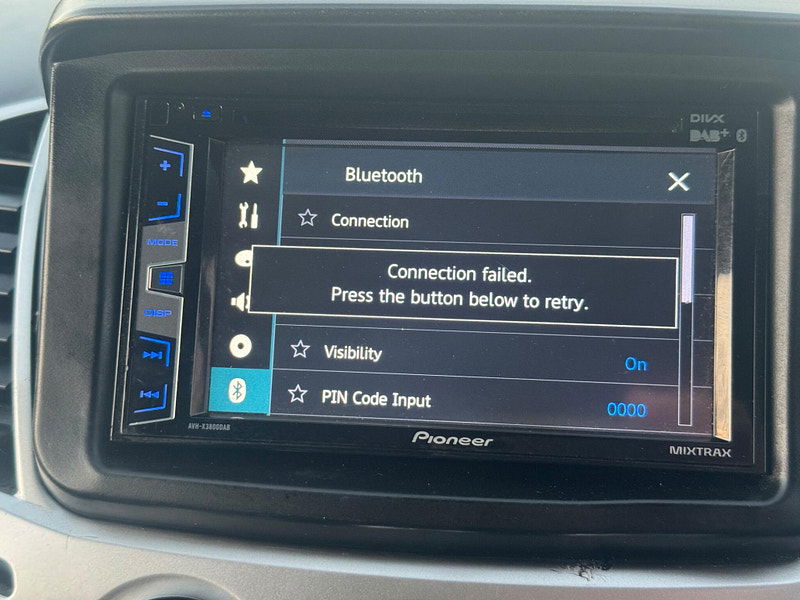 DIVX
DAB+
Bluetooth
Connection
MODE
Connection failed.
Press the button below to retry.
DISP
Visibility
On
PIN Code Input
0000
AVH-X3800DAB
Pioneer
MIXTRAX